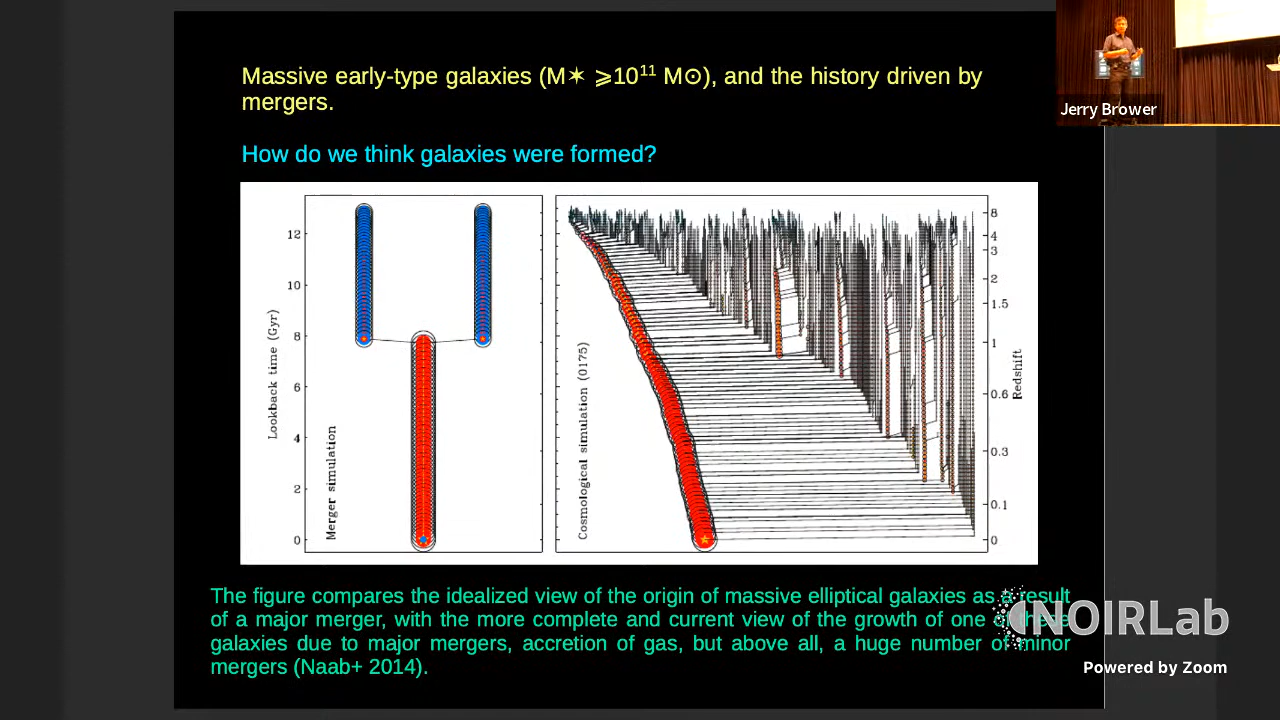 Massive early-type galaxies (M✶ ⩾10¹¹ M⊙), and the history driven by
mergers.
Jerry Brower
How do we think galaxies were formed?
Lookback time (Gyr)
12
10
8
6
4
2
0
Merger simulation
Cosmological simulation (0175)
8
4
3
2
1.5
1
0.6
0.3
0.1
0
Redshift
The figure compares the idealized view of the origin of massive elliptical galaxies as a result
of a major merger, with the more complete and current view of the growth of one of these
galaxies due to major mergers, accretion of gas, but above all, a huge number of minor
mergers (Naab+ 2014).
NOIRLab
Powered by Zoom